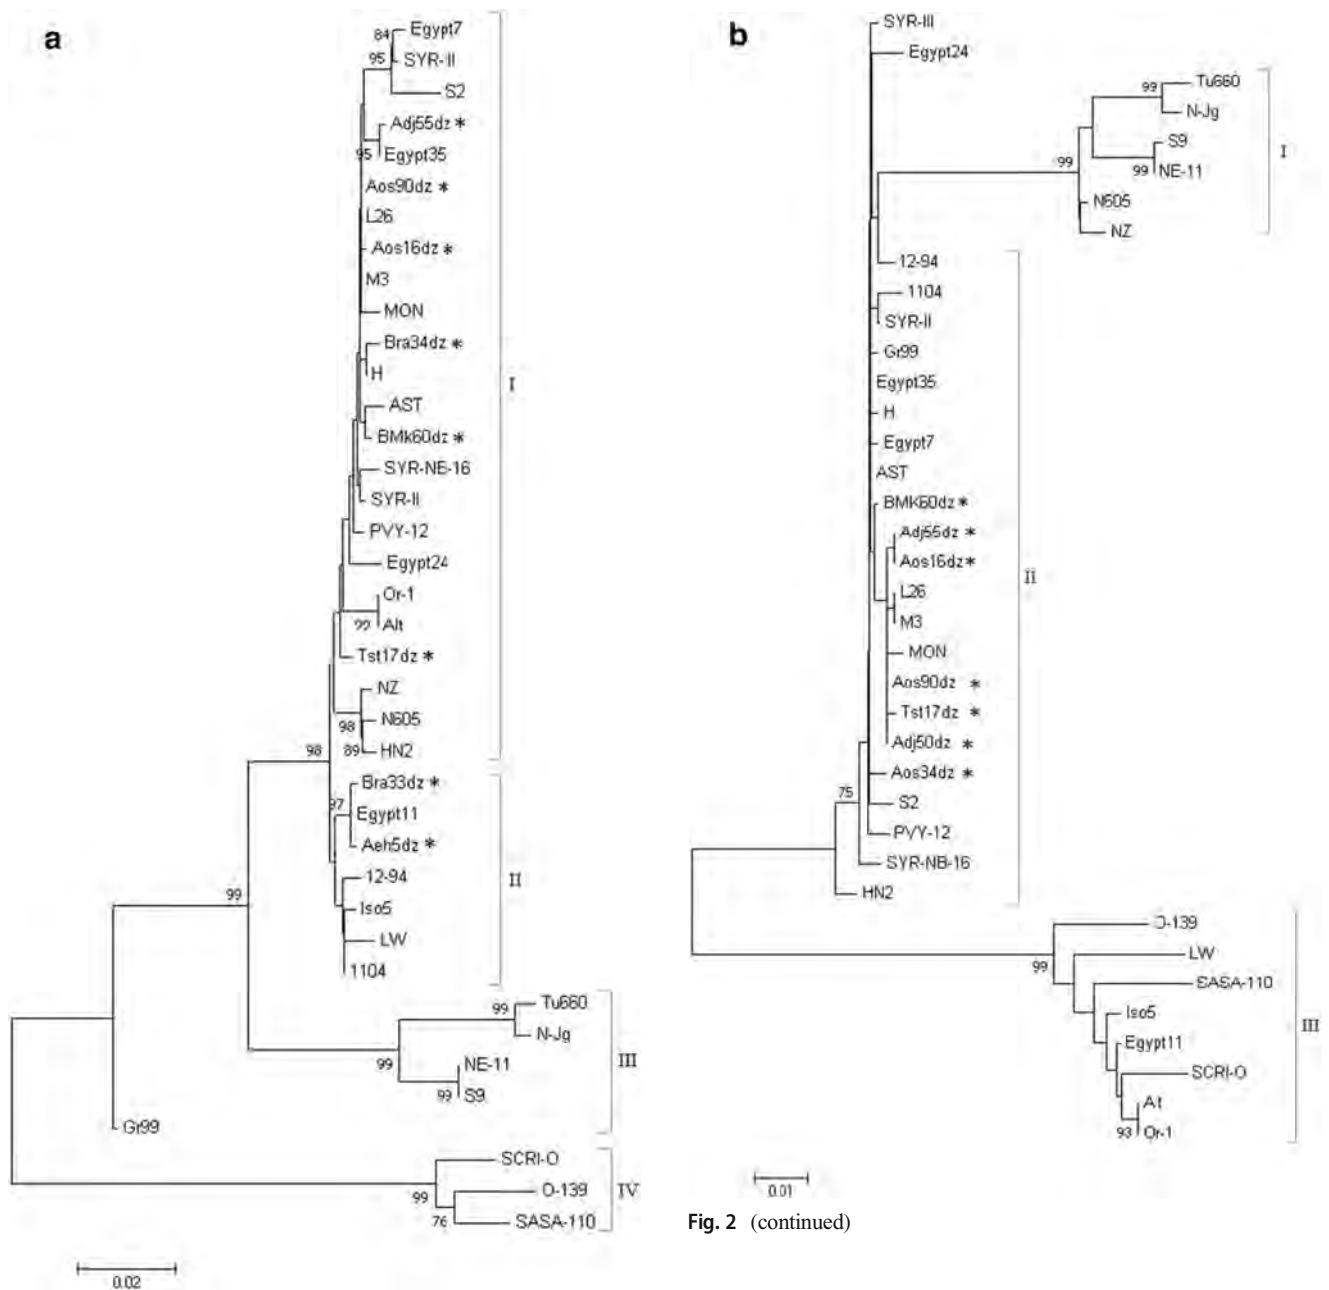 a
84
Egypt7
95
SYR-II
S2
Adj55dz *
95
Egypt35
Aos90dz *
L26
Aos16dz *
M3
MON
Bra34dz *
H
I
AST
BMk60dz *
SYR-NB-16
SYR-II
PVY-12
Egypt24
Or-1
99
Alt
Tst17dz *
NZ
98
N605
98
89
HN2
Bra33dz *
97
Egypt11
Aeh5dz *
II
99
12-94
Iso5
LW
1104
99
Tu660
N-Jg
99
NE-11
III
99
S9
Gr99
SCRI-O
99
O-139
IV
76
SASA-110
0.02
b
SYR-III
Egypt24
99
Tu660
N-Jg
99
S9
I
99
NE-11
N605
NZ
12-94
1104
SYR-II
Gr99
Egypt35
H
Egypt7
AST
BMK60dz *
Adj55dz *
Aos16dz *
II
L26
M3
MON
Aos90dz *
Tst17dz *
Adj50dz *
Aos34dz *
75
S2
PVY-12
SYR-NB-16
HN2
O-139
99
LW
SASA-110
Iso5
III
Egypt11
SCRI-O
At
93
Or-1
0.01
Fig. 2 (continued)